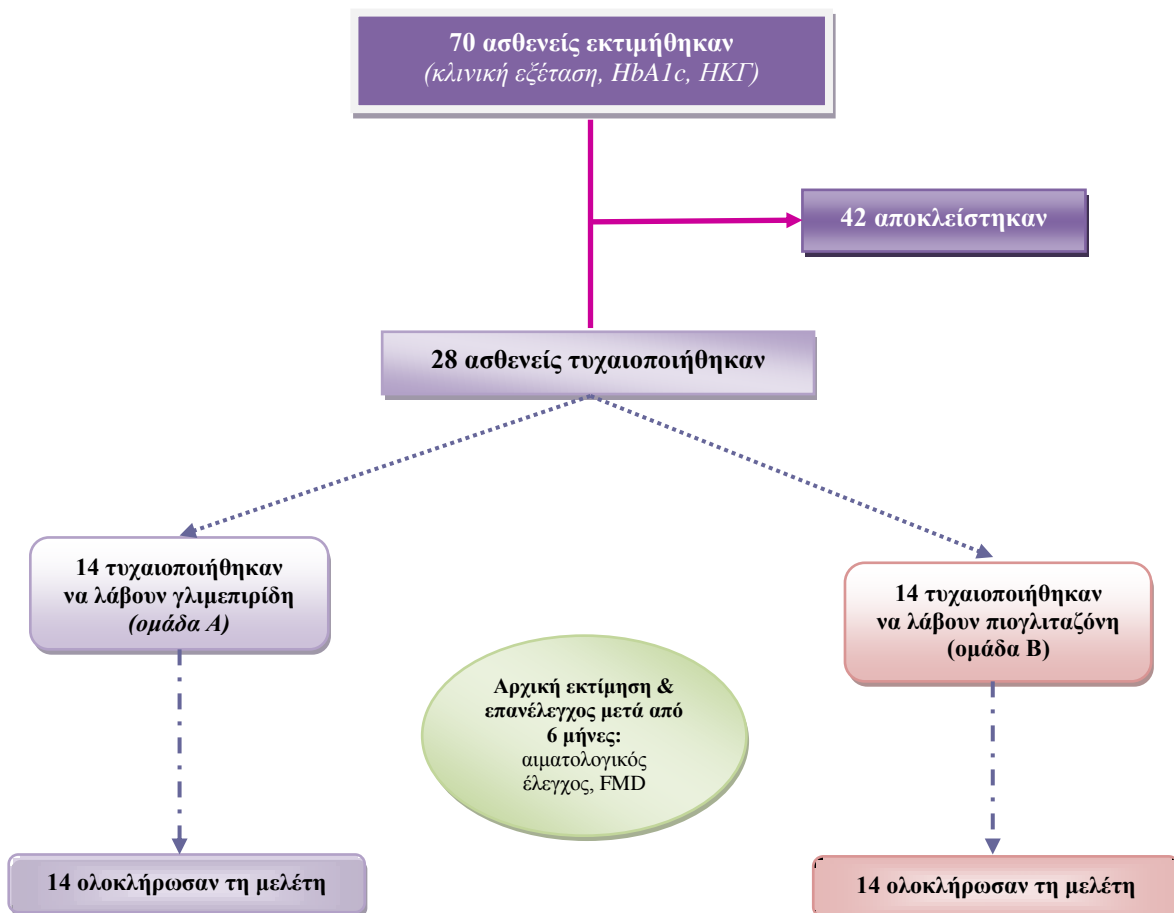 70 ασθενείς εκτιμήθηκαν
(κλινική εξέταση, HbA1c, ΗΚΓ)
42 αποκλείστηκαν
28 ασθενείς τυχαιοποιήθηκαν
14 τυχαιοποιήθηκαν
να λάβουν γλιμεπιρίδη
(ομάδα Α)
14 τυχαιοποιήθηκαν
να λάβουν πιογλιταζόνη
(ομάδα Β)
Αρχική εκτίμηση &
επανέλεγχος μετά από
6 μήνες:
αιματολογικός
έλεγχος, FMD
14 ολοκλήρωσαν τη μελέτη
14 ολοκλήρωσαν τη μελέτη